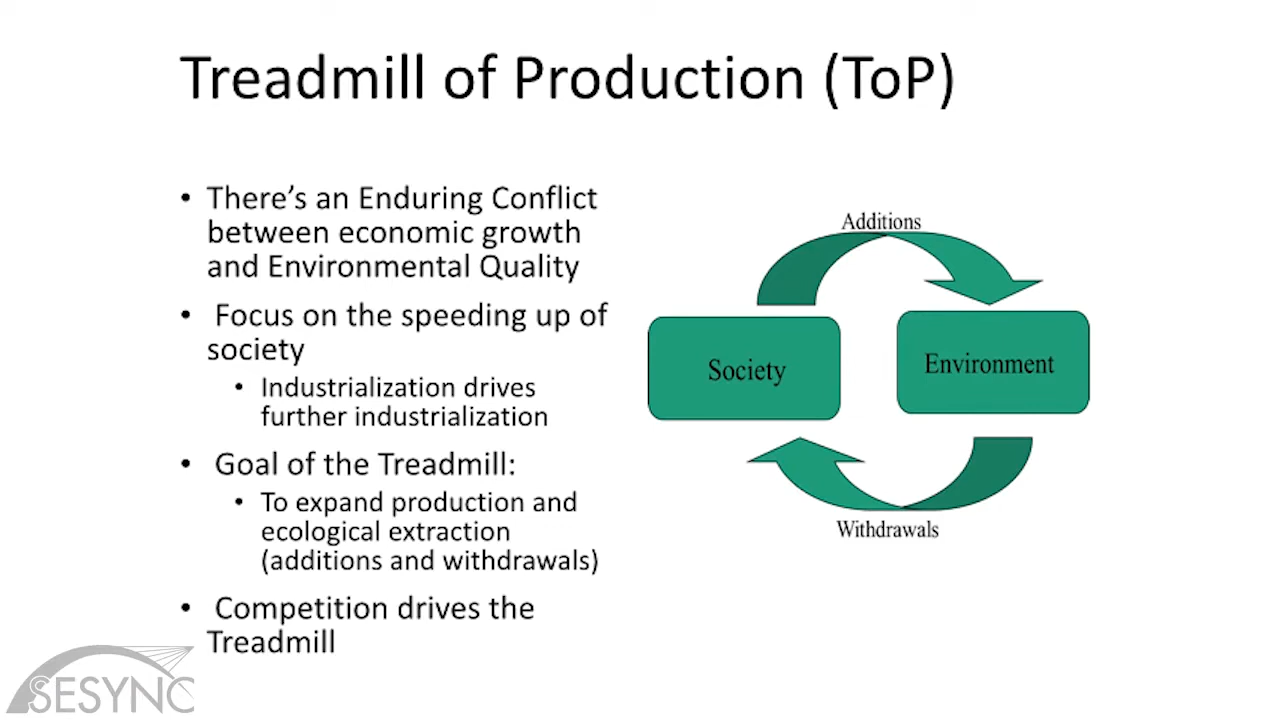 Treadmill of Production (ToP)
• There's an Enduring Conflict
between economic growth
and Environmental Quality
• Focus on the speeding up of
society
• Industrialization drives
further industrialization
• Goal of the Treadmill:
• To expand production and
ecological extraction
(additions and withdrawals)
• Competition drives the
Treadmill
Additions
Society
Environment
Withdrawals
SESYNC